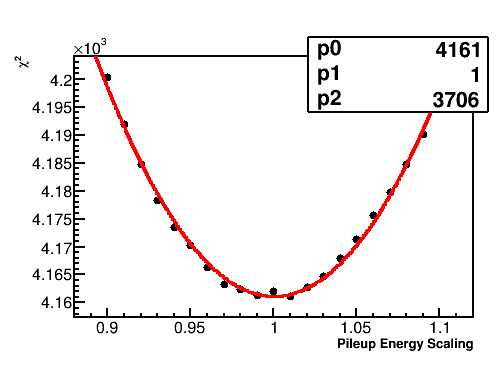 ×10³
p0 4161
p1 1
p2 3706
χ²
4.2
4.195
4.19
4.185
4.18
4.175
4.17
4.165
4.16
0.9 0.95 1 1.05 1.1
Pileup Energy Scaling